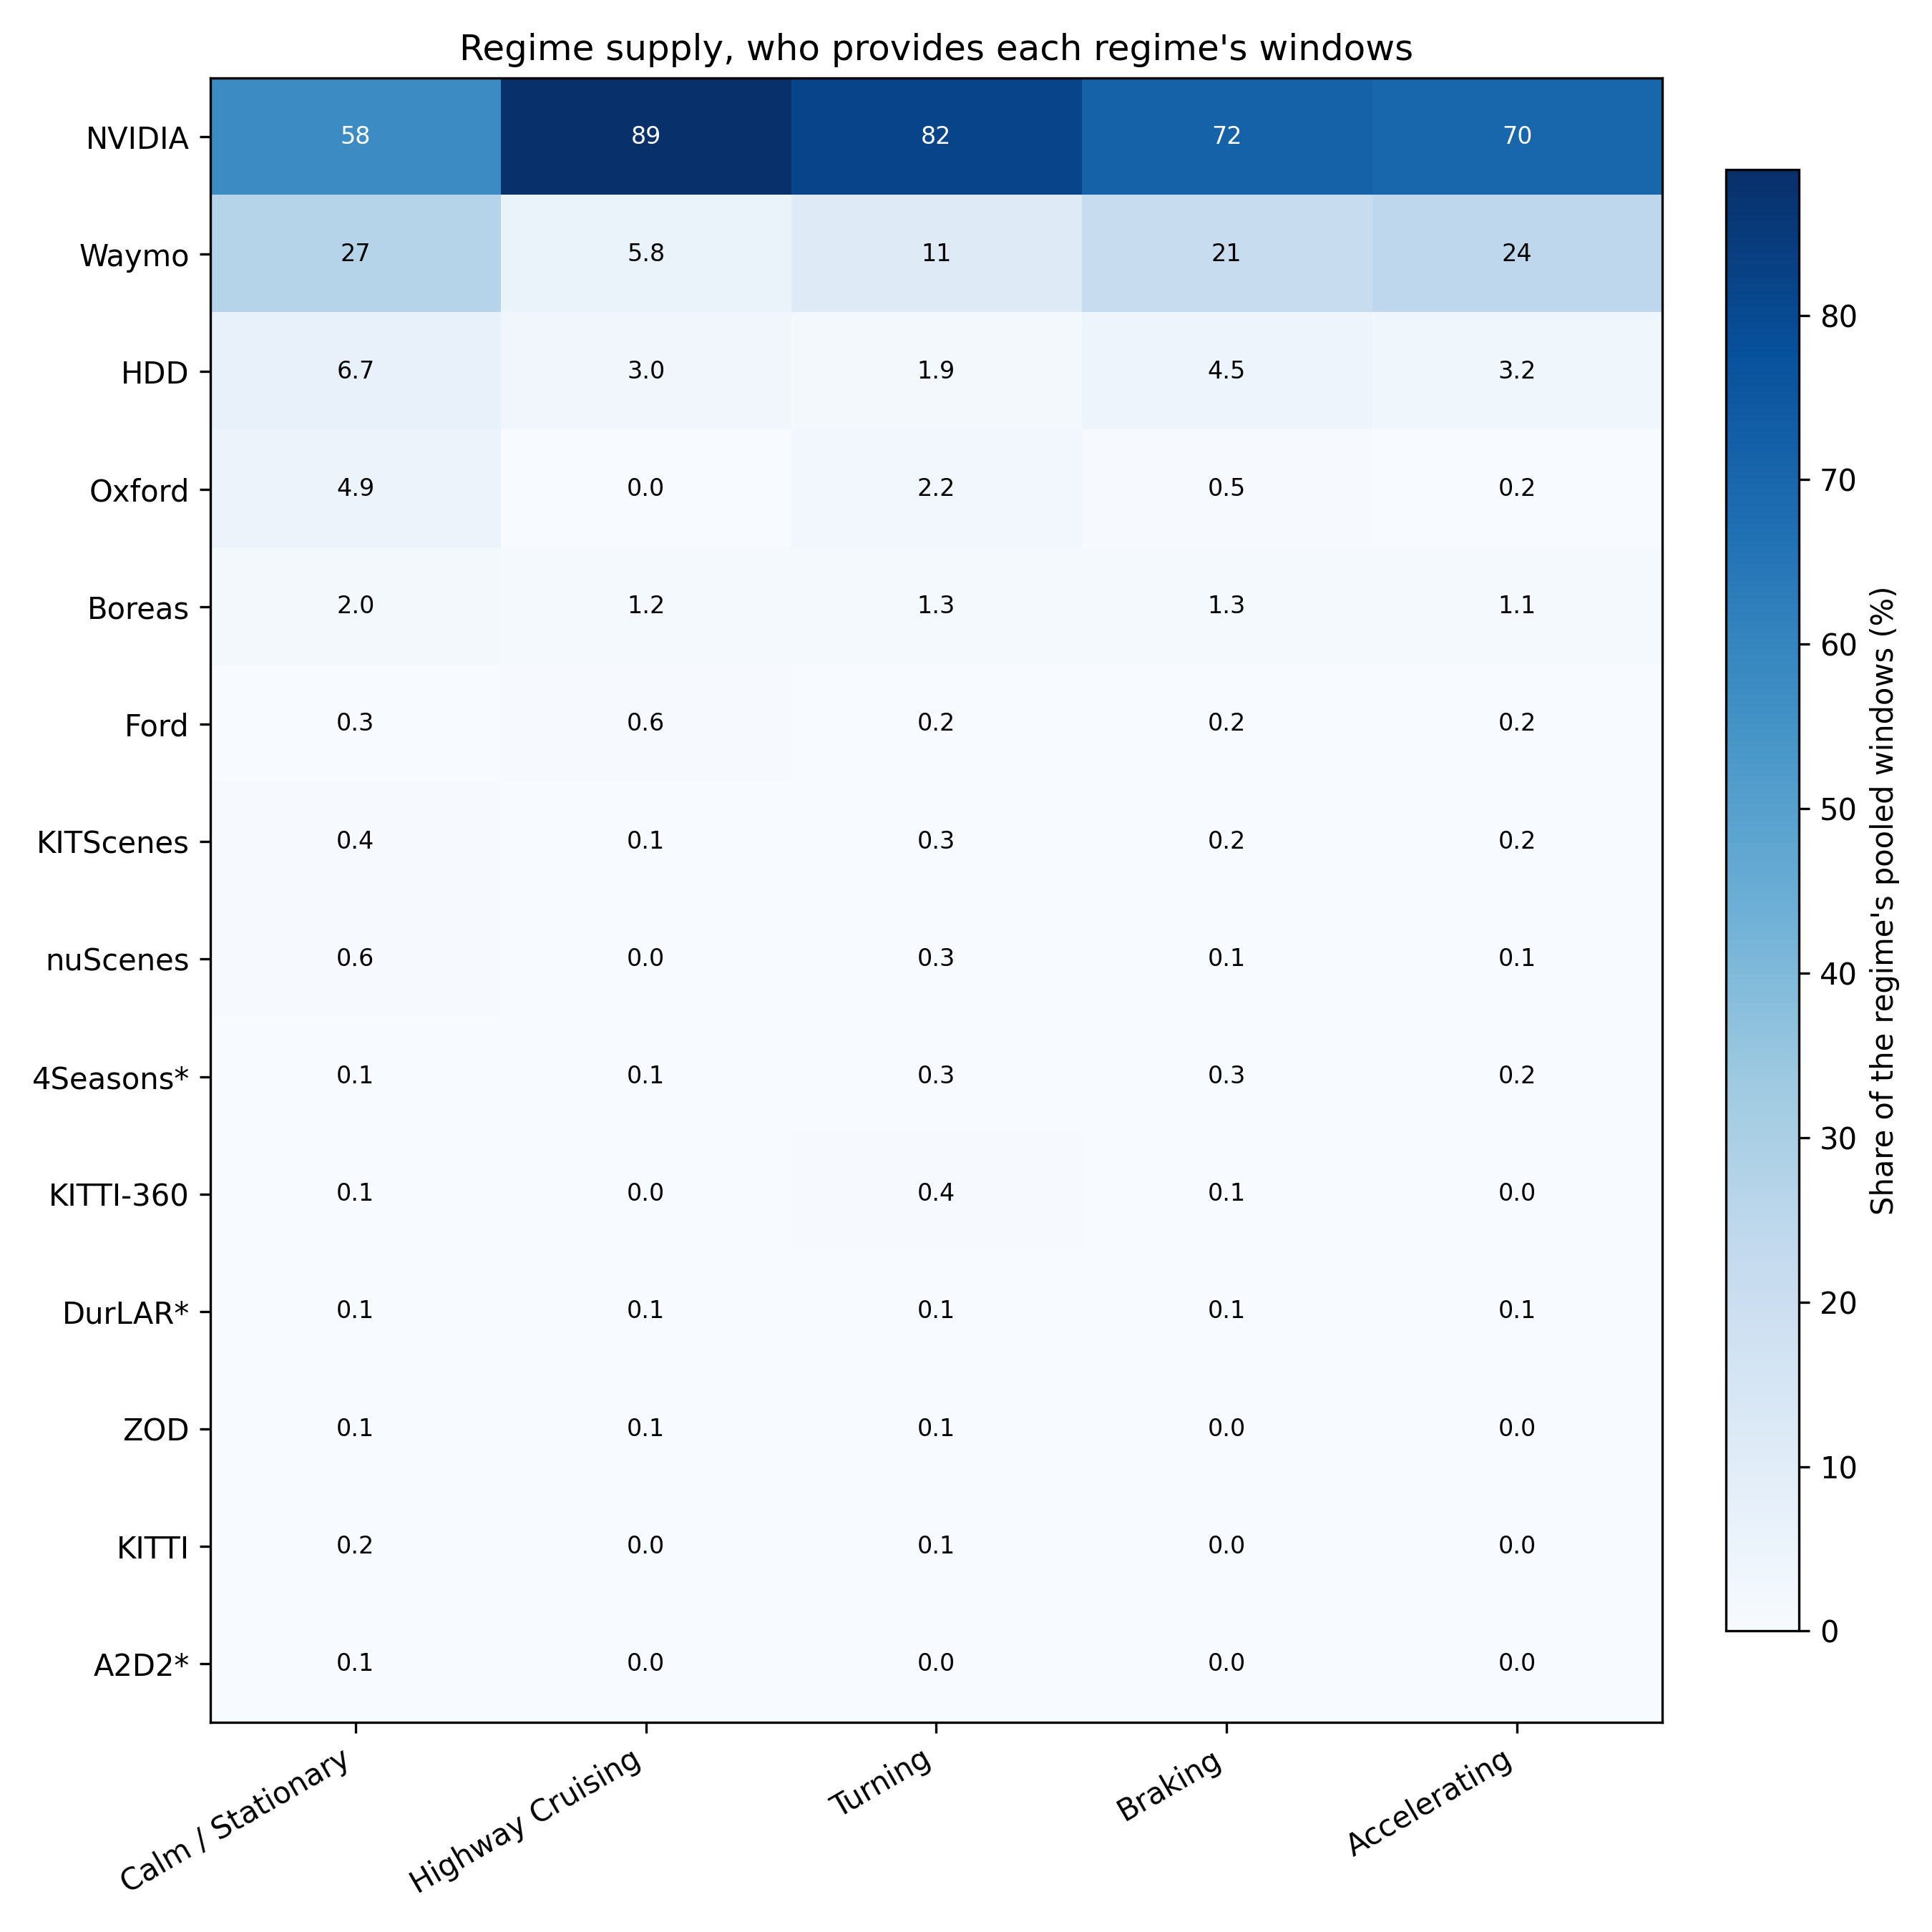 Regime supply, who provides each regime's windows
NVIDIA 58 89 82 72 70
Waymo 27 5.8 11 21 24
HDD 6.7 3.0 1.9 4.5 3.2
Oxford 4.9 0.0 2.2 0.5 0.2
Boreas 2.0 1.2 1.3 1.3 1.1
Ford 0.3 0.6 0.2 0.2 0.2
KITScenes 0.4 0.1 0.3 0.2 0.2
nuScenes 0.6 0.0 0.3 0.1 0.1
4Seasons* 0.1 0.1 0.3 0.3 0.2
KITTI-360 0.1 0.0 0.4 0.1 0.0
DurLAR* 0.1 0.1 0.1 0.1 0.1
ZOD 0.1 0.1 0.1 0.0 0.0
KITTI 0.2 0.0 0.1 0.0 0.0
A2D2* 0.1 0.0 0.0 0.0 0.0
Calm / Stationary
Highway Cruising
Turning
Braking
Accelerating
80
70
60
50
40
30
20
10
0
Share of the regime's pooled windows (%)